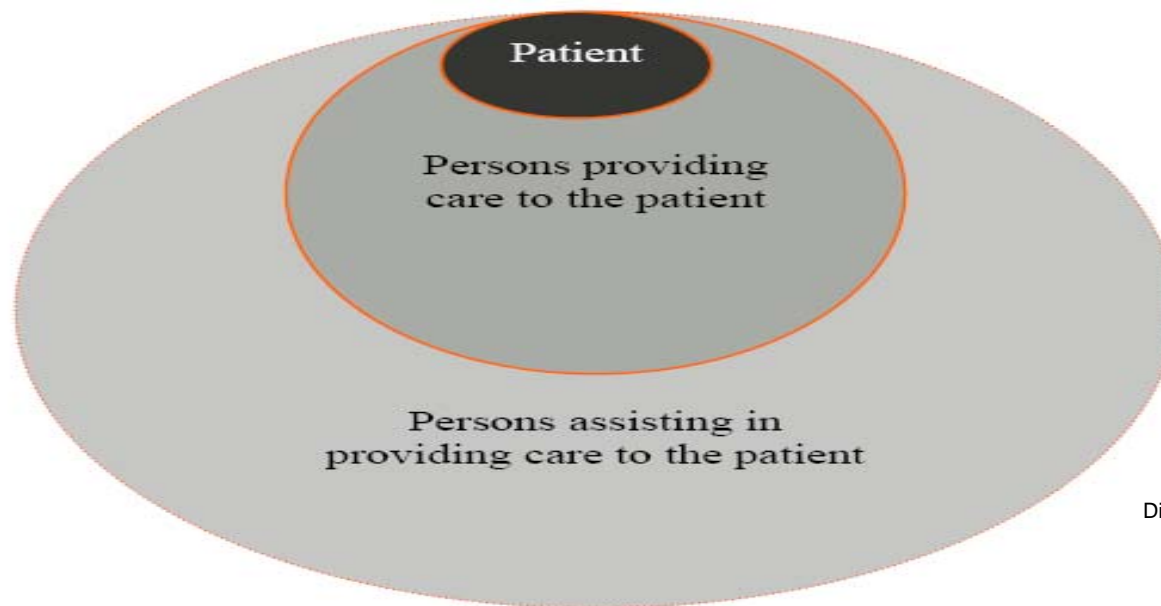 Patient
Persons providing
care to the patient
Persons assisting in
providing care to the patient